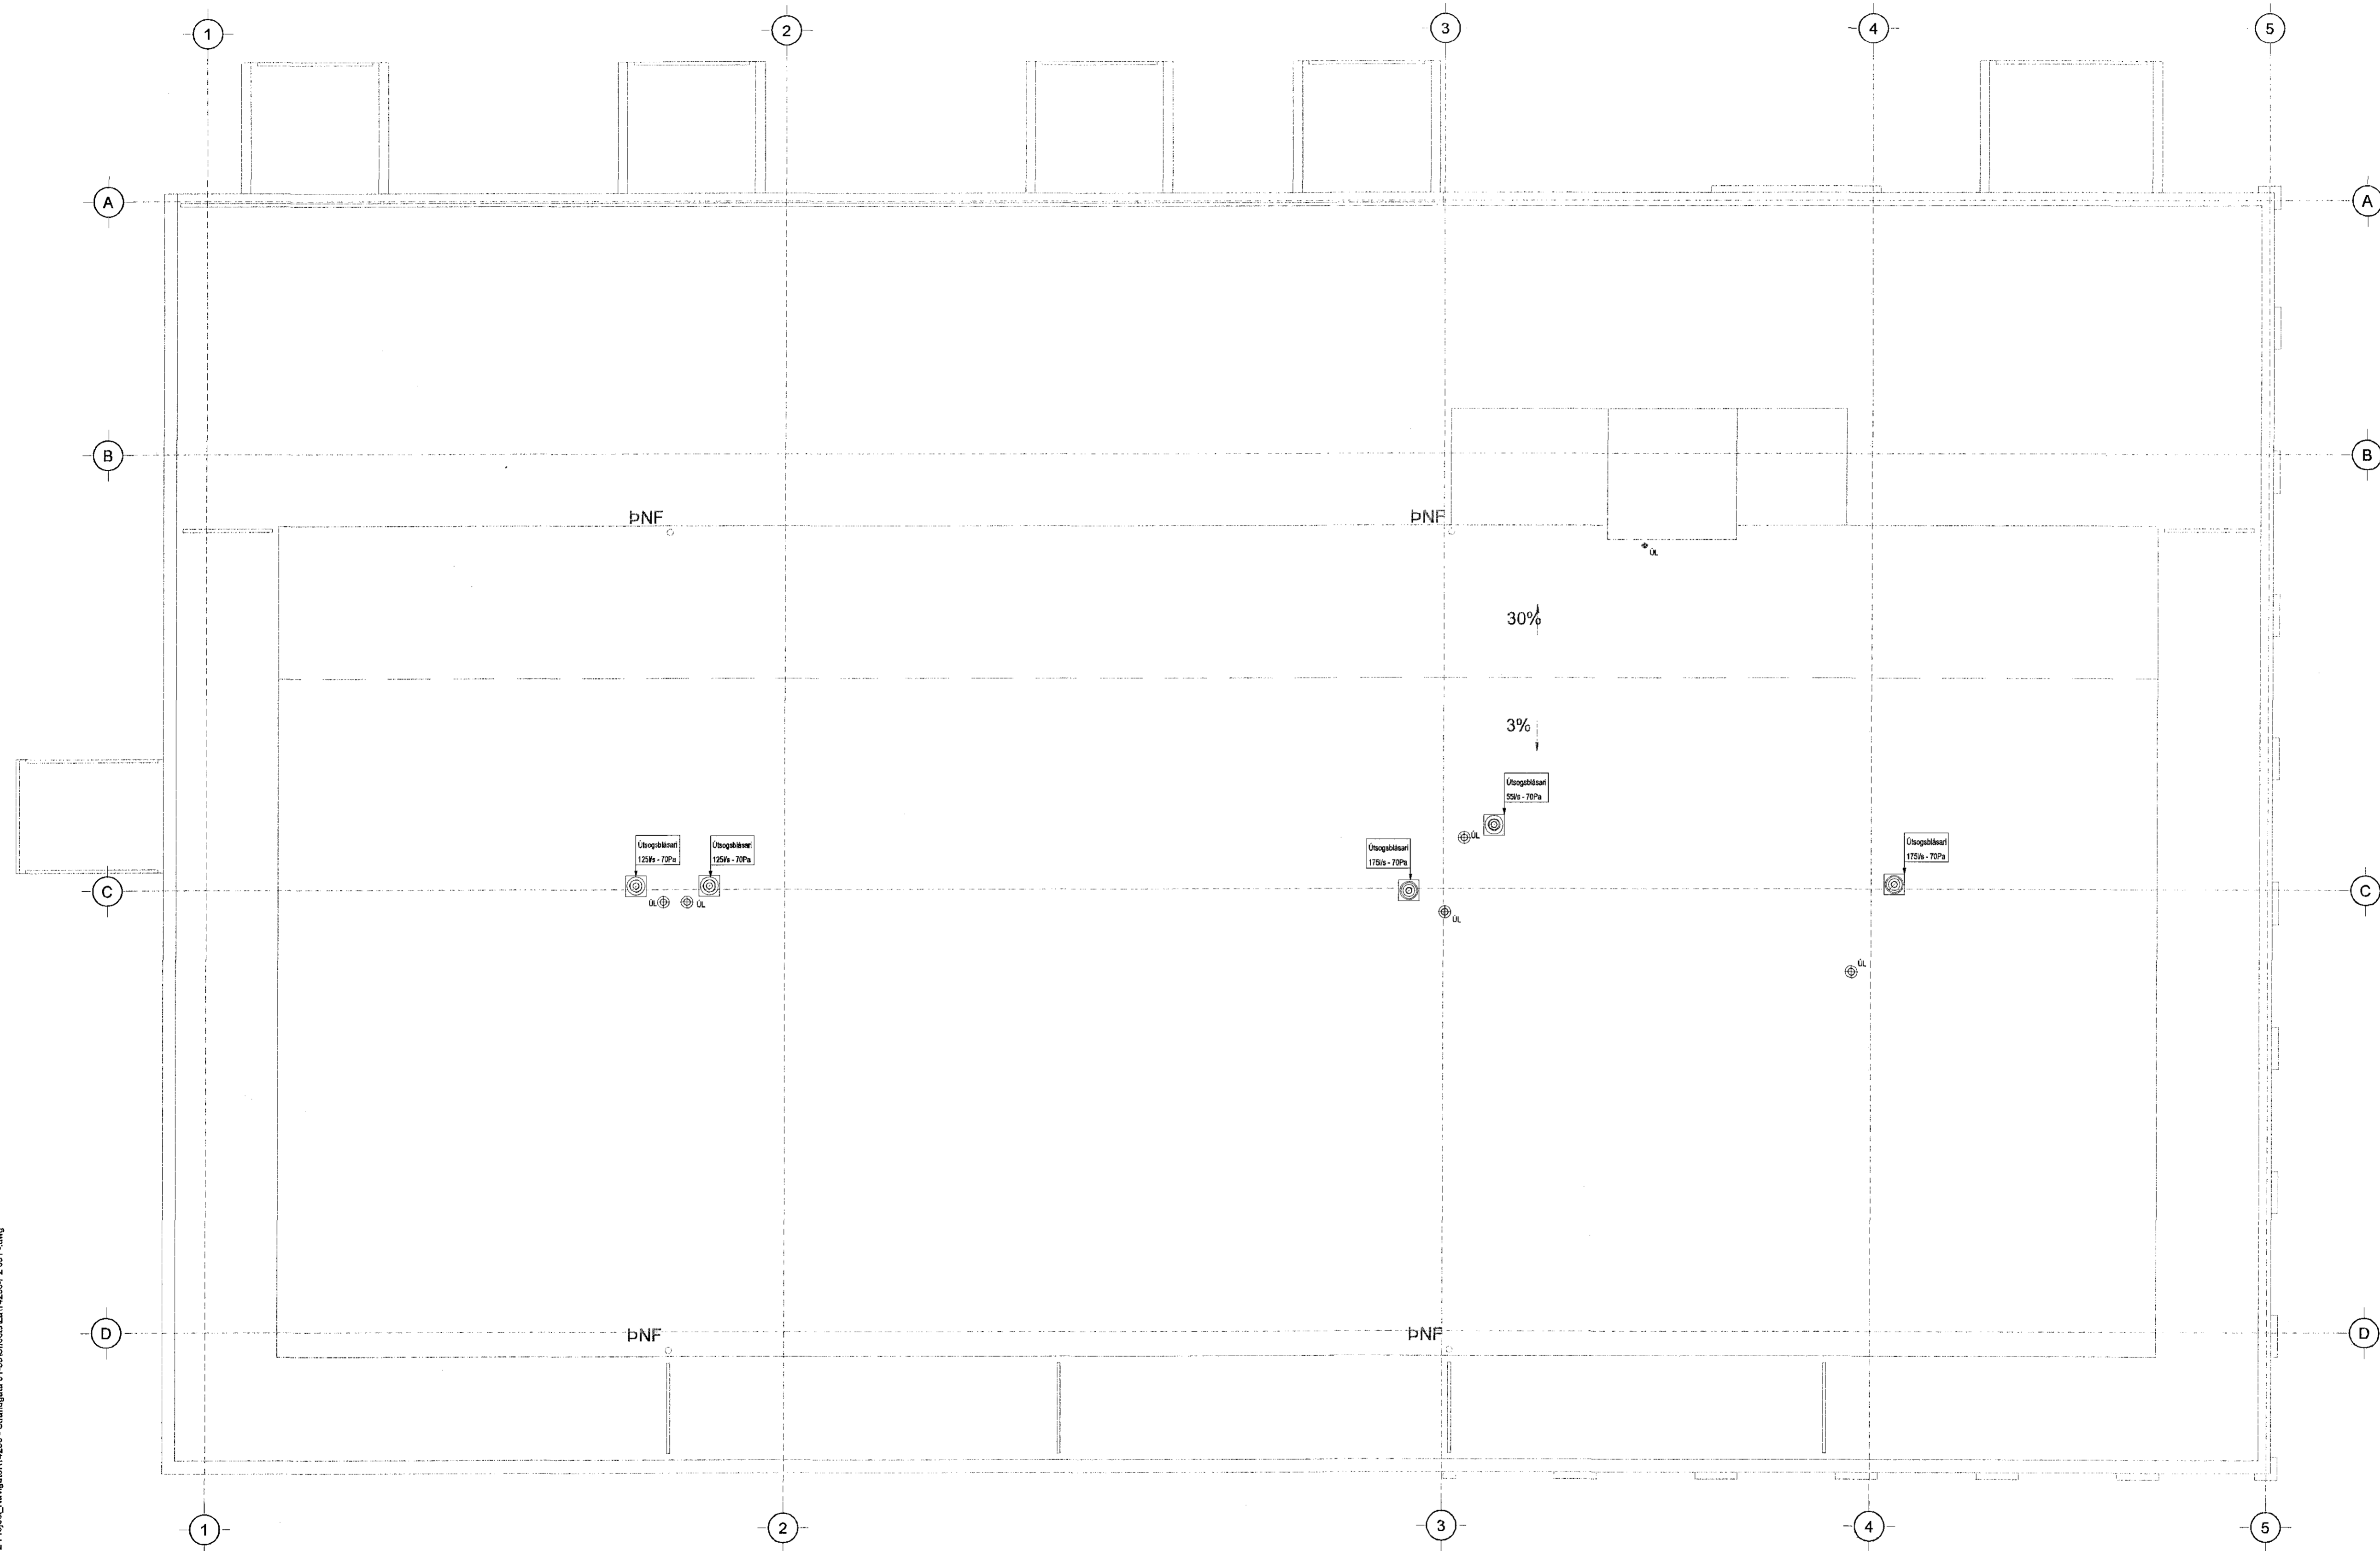 1
2
3
4
5
A
A
B
B
ÞNF
ÞNF
ÚL
30%
3%
Útsogsblásari
55l/s - 70Pa
ÚL
Útsogsblásari
125l/s - 70Pa
Útsogsblásari
125l/s - 70Pa
Útsogsblásari
175l/s - 70Pa
Útsogsblásari
175l/s - 70Pa
C
C
ÚL
ÚL
ÚL
ÚL
D
D
ÞNF
ÞNF
1
2
3
4
5